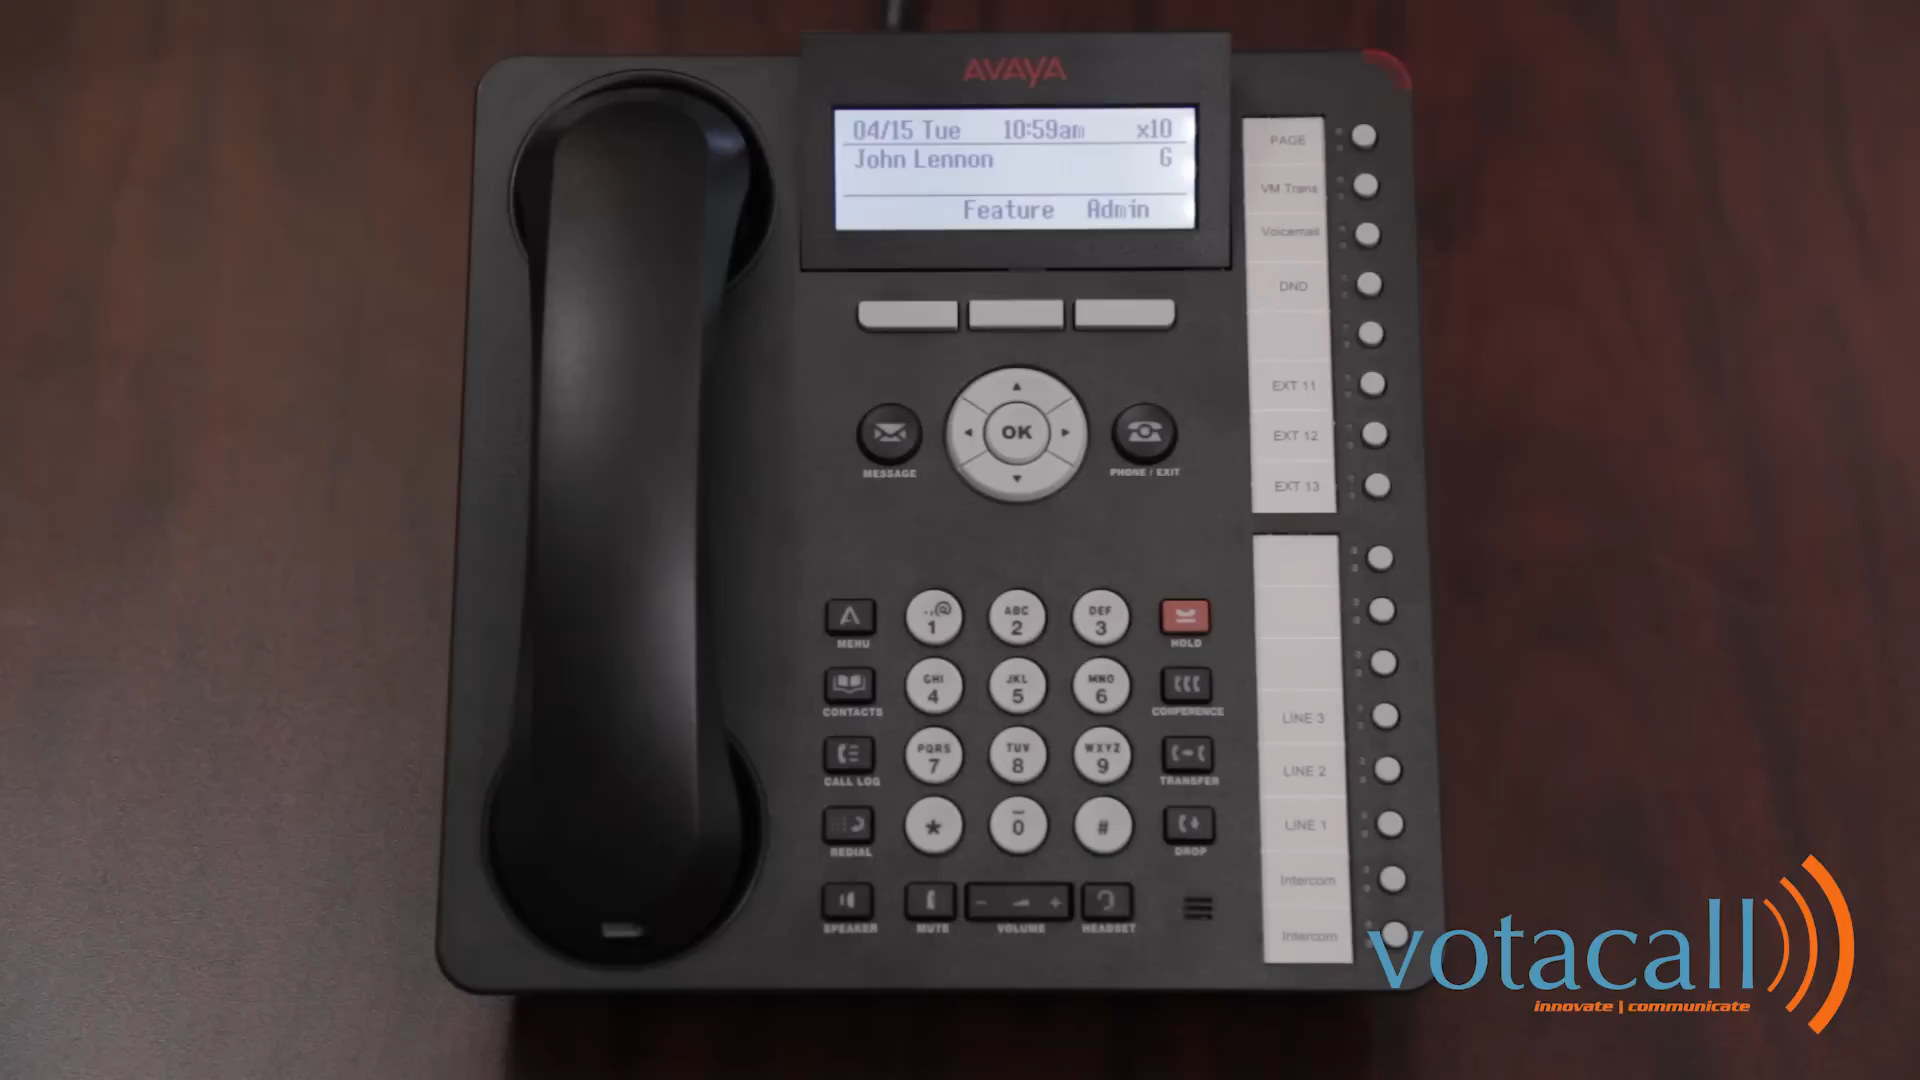 AVAYA
04/15 Tue 10:59am x10
John Lennon G
Feature Admin
PAGE
VM Trans
Voicemail
DND
EXT 11
EXT 12
EXT 13
OK
MESSAGE
PHONE / EXIT
MENU
.,@ 1
ABC 2
DEF 3
HOLD
CONTACTS
GHI 4
JKL 5
MNO 6
CONFERENCE
CALL LOG
PQRS 7
TUV 8
WXYZ 9
TRANSFER
REDIAL
*
0
#
DROP
SPEAKER
MUTE
- +
VOLUME
HEADSET
LINE 3
LINE 2
LINE 1
Intercom
Intercom
votacall
innovate | communicate